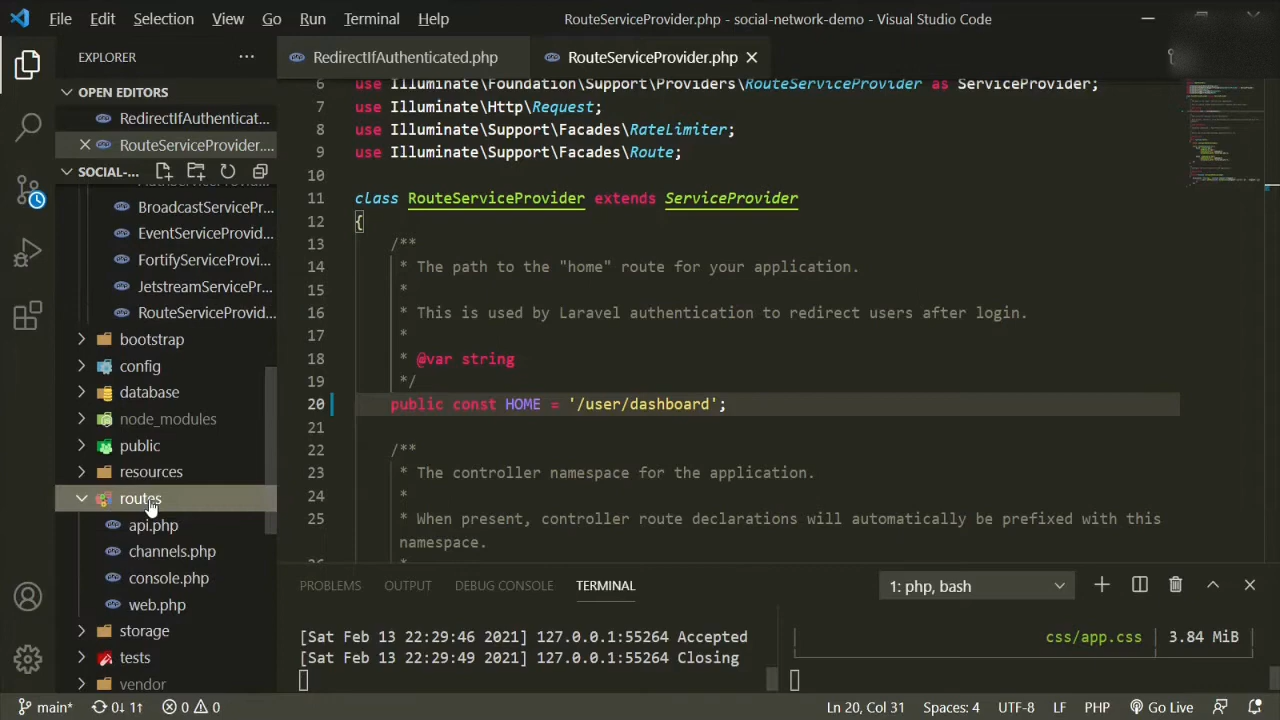 File Edit Selection View Go Run Terminal Help RouteServiceProvider.php - social-network-demo - Visual Studio Code
EXPLORER
OPEN EDITORS
RedirectIfAuthenticat...
RouteServiceProvider....
SOCIAL-...
BroadcastServicePr...
EventServiceProvid...
FortifyServiceProvi...
JetstreamServicePr...
RouteServiceProvid...
bootstrap
config
database
node_modules
public
resources
routes
api.php
channels.php
console.php
web.php
storage
tests
vendor
RedirectIfAuthenticated.php RouteServiceProvider.php
6 use Illuminate\Foundation\Support\Providers\RouteServiceProvider as ServiceProvider;
7 use Illuminate\Http\Request;
8 use Illuminate\Support\Facades\RateLimiter;
9 use Illuminate\Support\Facades\Route;
10
11 class RouteServiceProvider extends ServiceProvider
12 {
13 /**
14 * The path to the "home" route for your application.
15 *
16 * This is used by Laravel authentication to redirect users after login.
17 *
18 * @var string
19 */
20 public const HOME = '/user/dashboard';
21
22 /**
23 * The controller namespace for the application.
24 *
25 * When present, controller route declarations will automatically be prefixed with this
namespace.
26 *
PROBLEMS OUTPUT DEBUG CONSOLE TERMINAL 1: php, bash
[Sat Feb 13 22:29:46 2021] 127.0.0.1:55264 Accepted
[Sat Feb 13 22:29:49 2021] 127.0.0.1:55264 Closing
css/app.css | 3.84 MiB
main* 0↓ 1↑ 0 0 Ln 20, Col 31 Spaces: 4 UTF-8 LF PHP Go Live